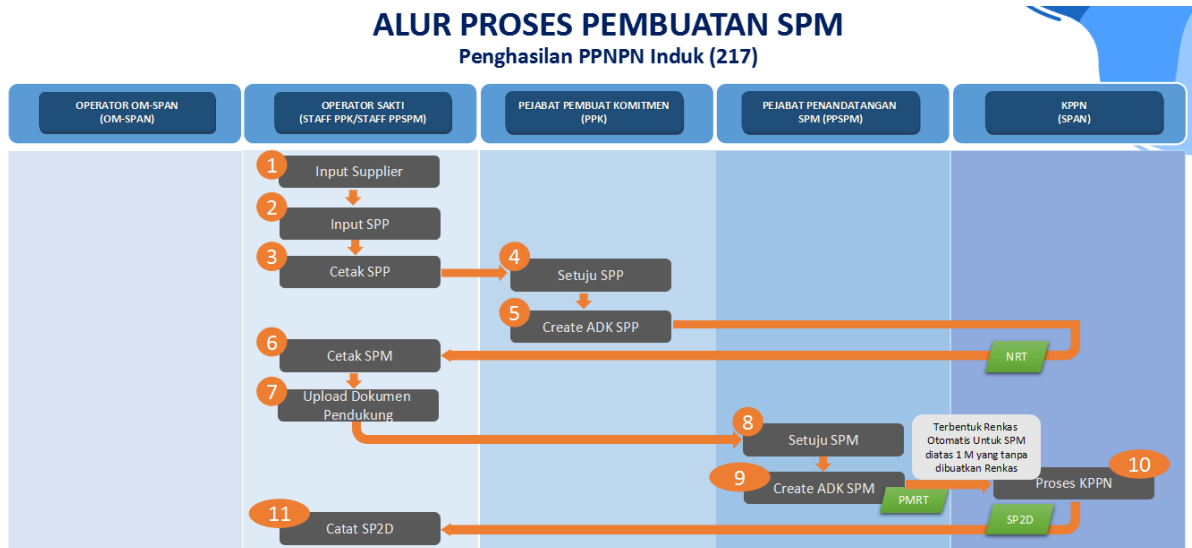 ALUR PROSES PEMBUATAN SPM
Penghasilan PPNPN Induk (217)
OPERATOR OM-SPAN
(OM-SPAN)
OPERATOR SAKTI
(STAFF PPK/STAFF PPSPM)
PEJABAT PEMBUAT KOMITMEN
(PPK)
PEJABAT PENANDATANGAN
SPM (PPSPM)
KPPN
(SPAN)
1
Input Supplier
2
Input SPP
3
Cetak SPP
4
Setuju SPP
5
Create ADK SPP
NRT
6
Cetak SPM
7
Upload Dokumen
Pendukung
8
Setuju SPM
9
Create ADK SPM
PMRT
Terbentuk Renkas
Otomatis Untuk SPM
diatas 1 M yang tanpa
dibuatkan Renkas
10
Proses KPPN
SP2D
11
Catat SP2D